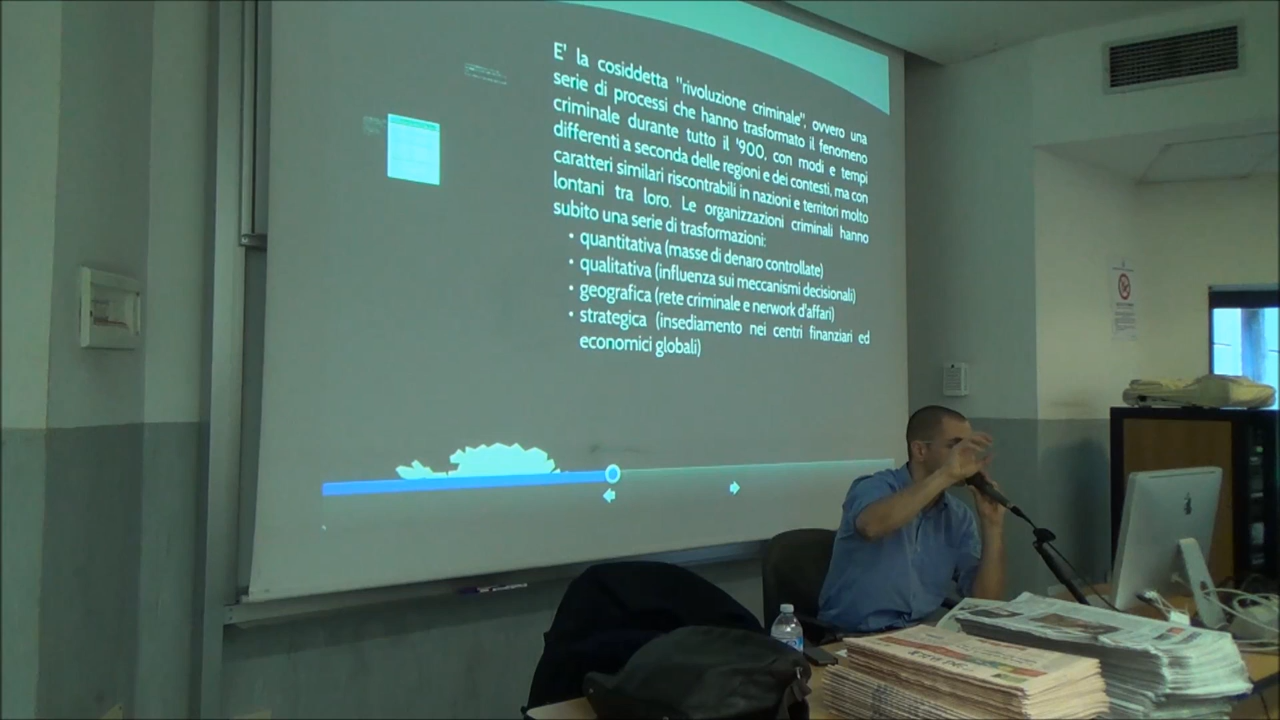 E' la cosiddetta "rivoluzione criminale", ovvero una
serie di processi che hanno trasformato il fenomeno
criminale durante tutto il '900, con modi e tempi
differenti a seconda delle regioni e dei contesti, ma con
caratteri similari riscontrabili in nazioni e territori molto
lontani tra loro. Le organizzazioni criminali hanno
subito una serie di trasformazioni:
• quantitativa (masse di denaro controllate)
• qualitativa (influenza sui meccanismi decisionali)
• geografica (rete criminale e nerwork d'affari)
• strategica (insediamento nei centri finanziari ed
economici globali)